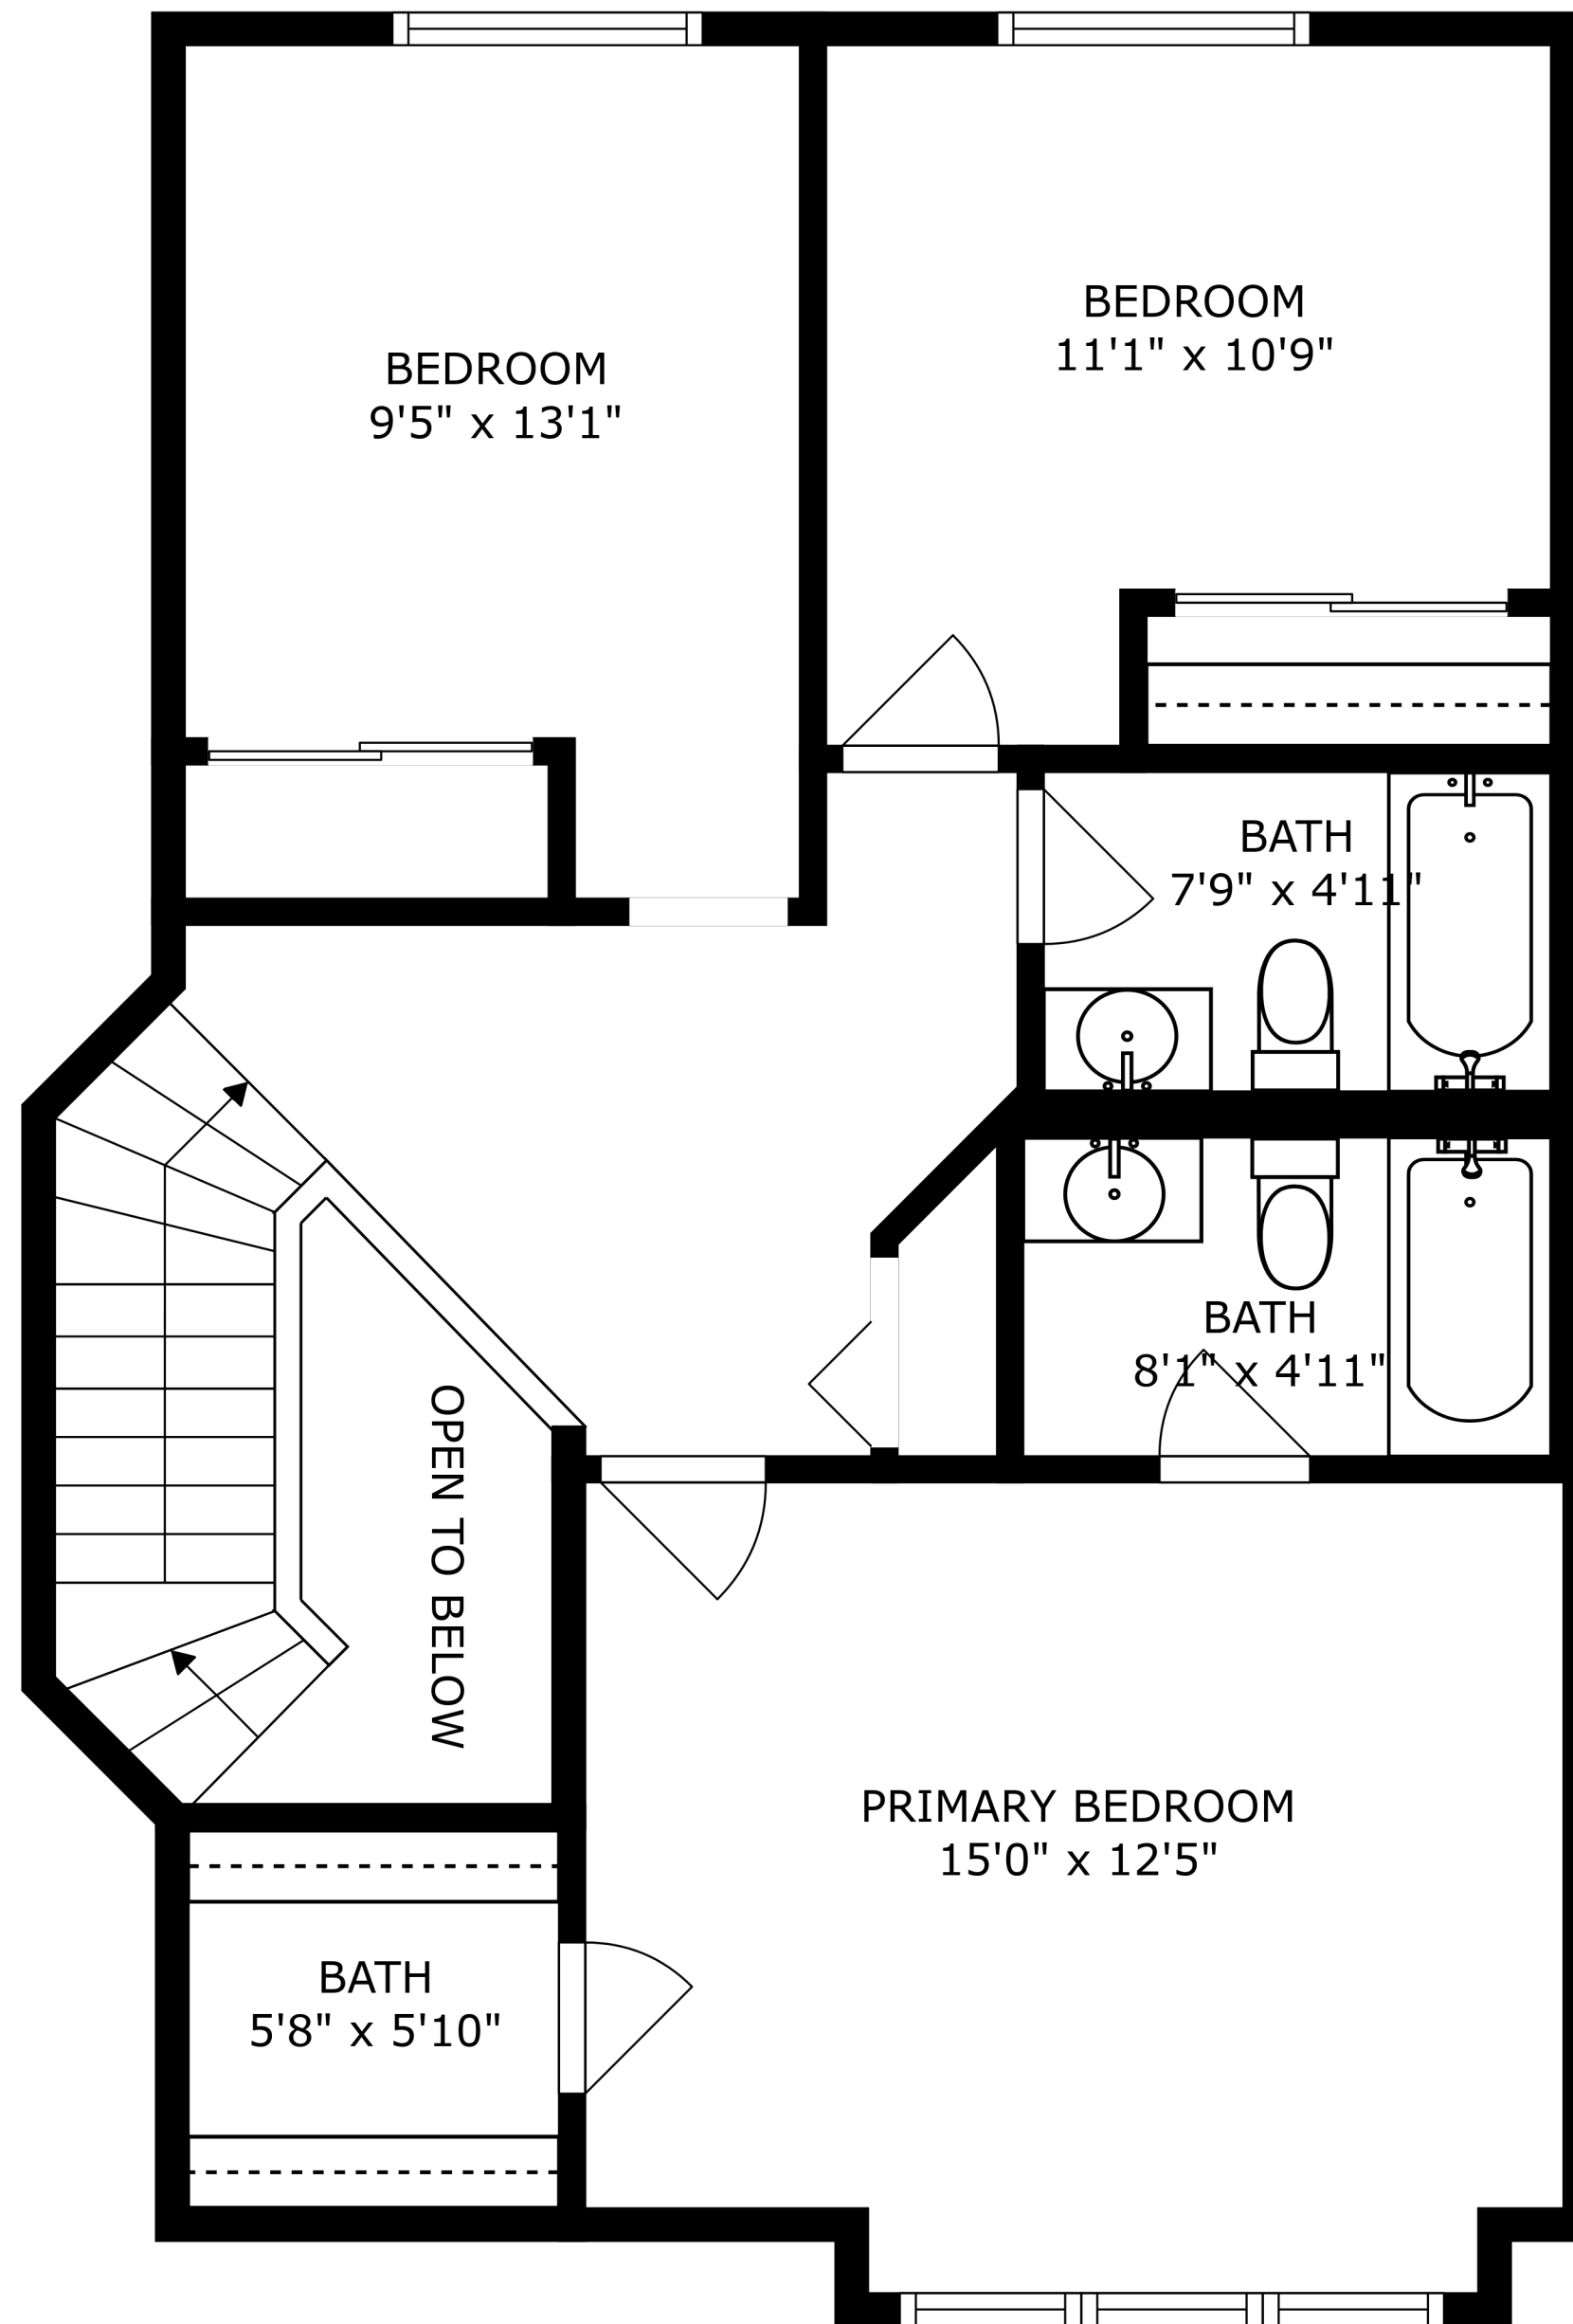 BEDROOM
11'1" x 10'9"
BEDROOM
9'5" x 13'1"
BATH
7'9" x 4'11"
BATH
8'1" x 4'11"
OPEN TO BELOW
PRIMARY BEDROOM
15'0" x 12'5"
BATH
5'8" x 5'10"